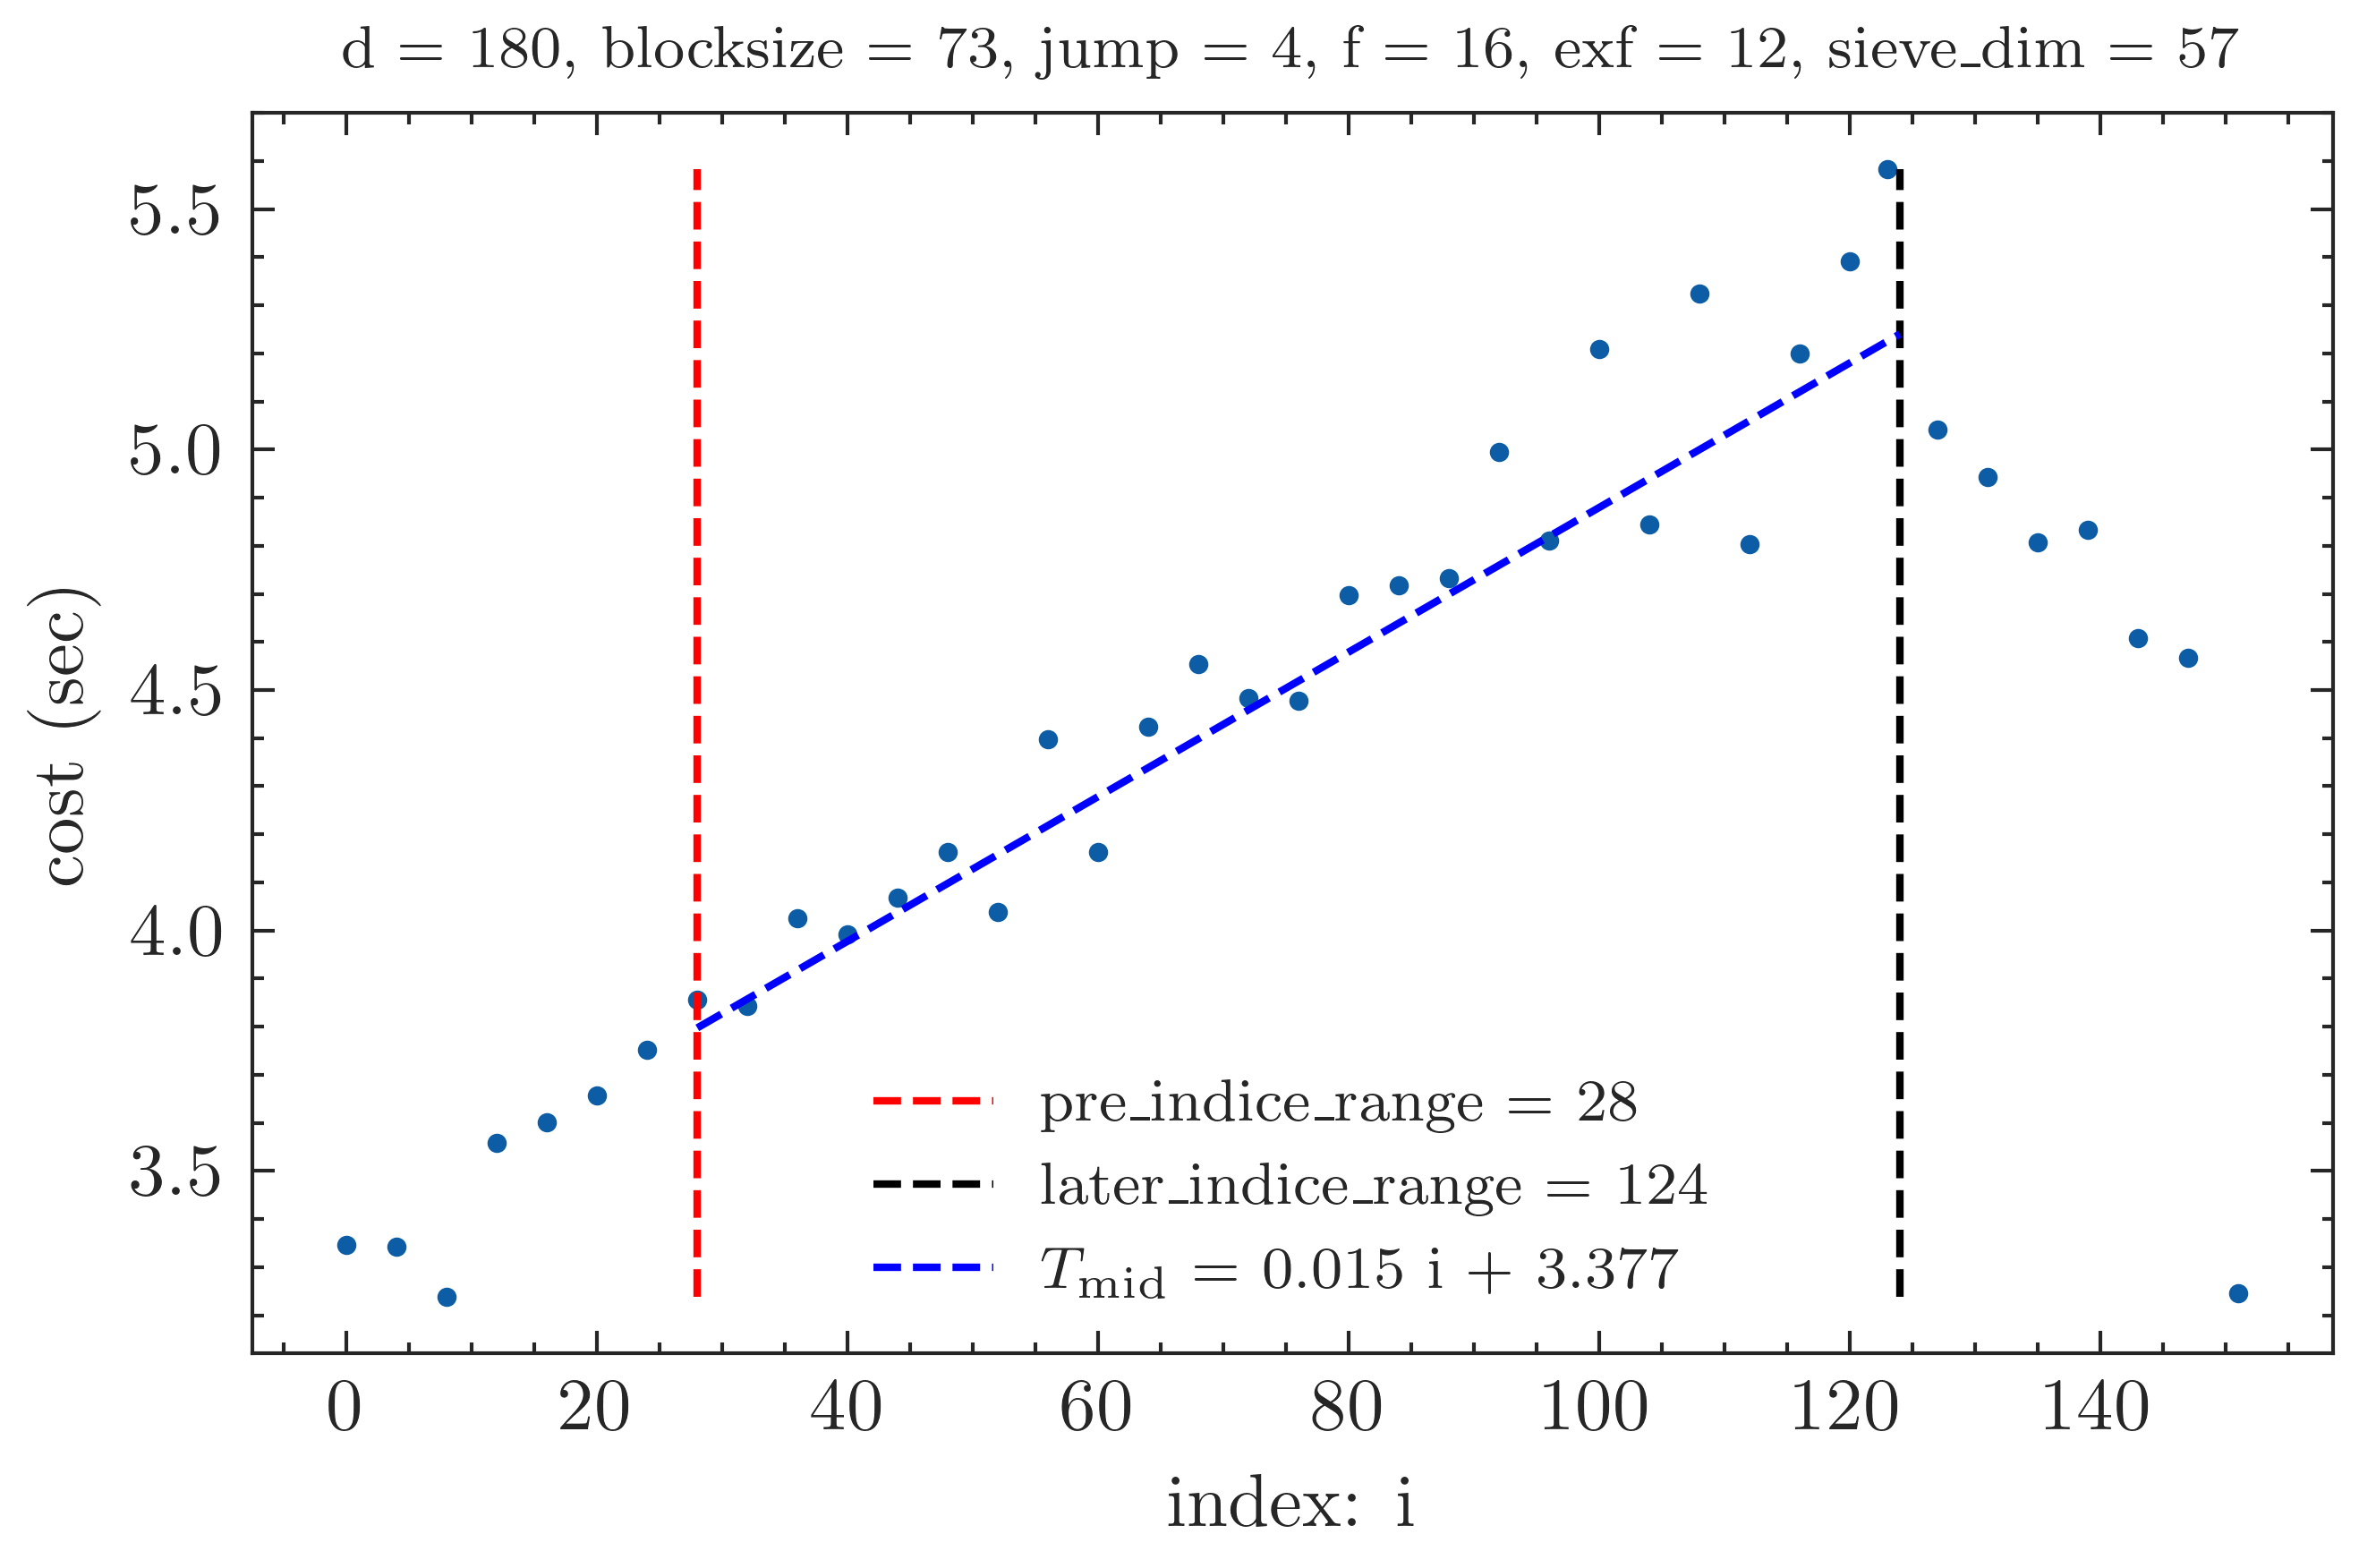 d = 180, blocksize = 73, jump = 4, f = 16, exf = 12, sieve_dim = 57
5.5
5.0
4.5
4.0
3.5
cost (sec)
pre_indice_range = 28
later_indice_range = 124
T_mid = 0.015 i + 3.377
0 20 40 60 80 100 120 140
index: i